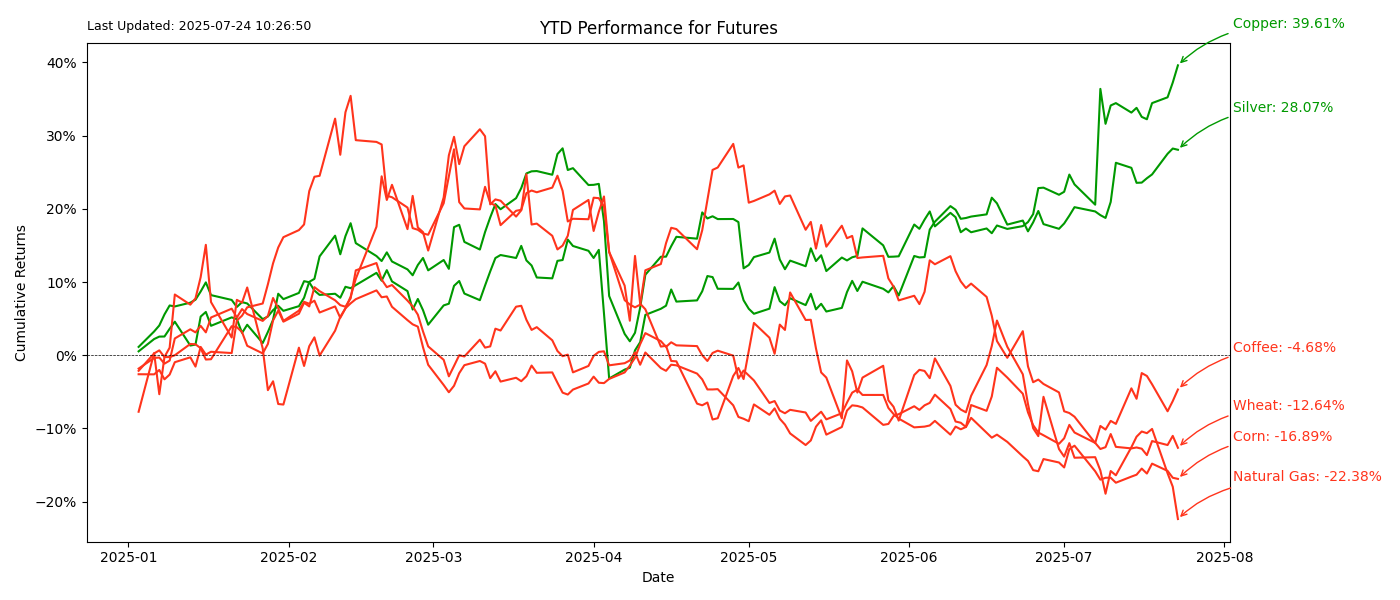 Last Updated: 2025-07-24 10:26:50
YTD Performance for Futures
Copper: 39.61%
Silver: 28.07%
Coffee: -4.68%
Wheat: -12.64%
Corn: -16.89%
Natural Gas: -22.38%
Cumulative Returns
40%
30%
20%
10%
0%
−10%
−20%
2025-01 2025-02 2025-03 2025-04 2025-05 2025-06 2025-07 2025-08
Date